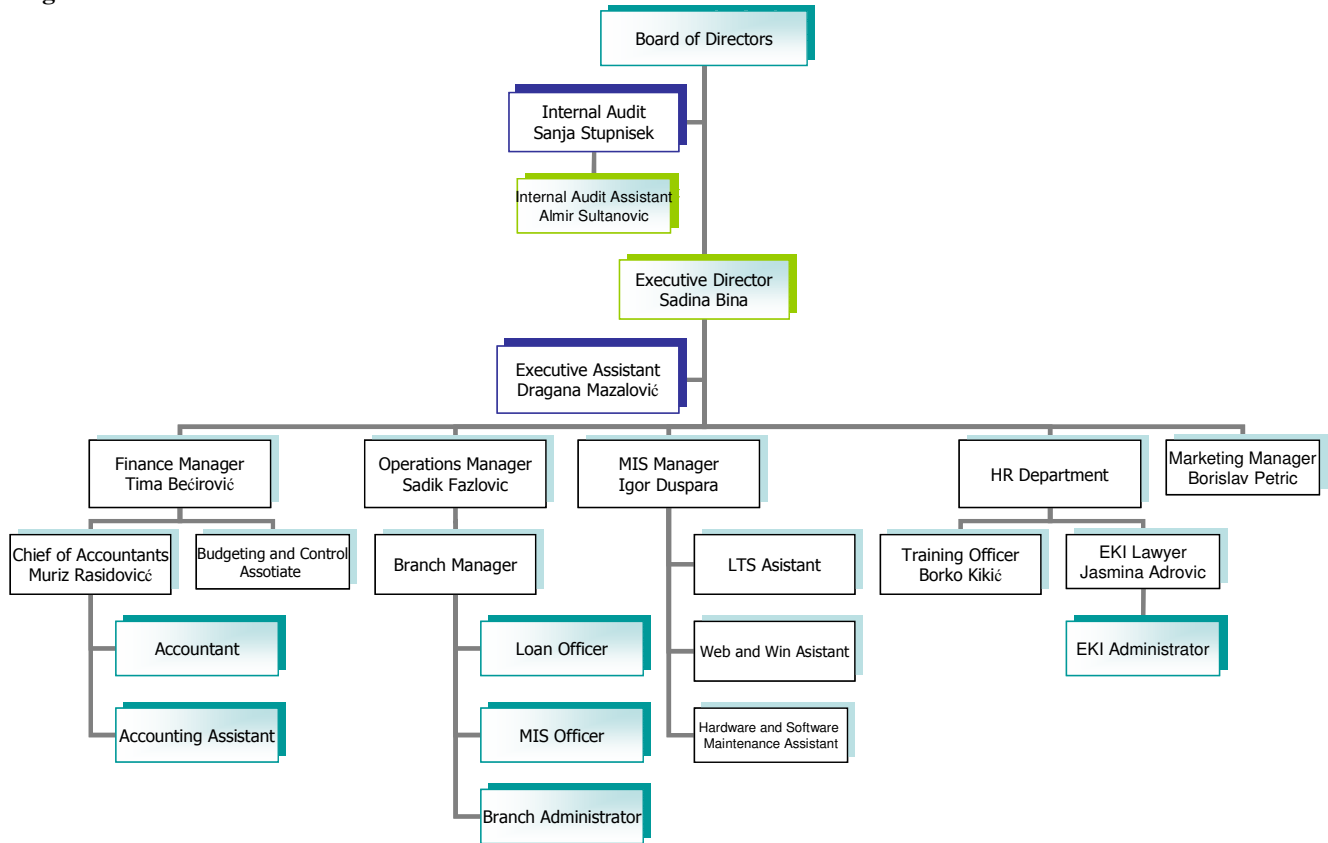 Board of Directors
Internal Audit
Sanja Stupnisek
Internal Audit Assistant
Almir Sultanovic
Executive Director
Sadina Bina
Executive Assistant
Dragana Mazalović
Finance Manager
Tima Bećirović
Operations Manager
Sadik Fazlovic
MIS Manager
Igor Duspara
HR Department
Marketing Manager
Borislav Petric
Chief of Accountants
Muriz Rasidovicć
Budgeting and Control
Assotiate
Branch Manager
LTS Asistant
Training Officer
Borko Kikić
EKI Lawyer
Jasmina Adrovic
Accountant
Loan Officer
Web and Win Asistant
EKI Administrator
Accounting Assistant
MIS Officer
Hardware and Software
Maintenance Assistant
Branch Administrator